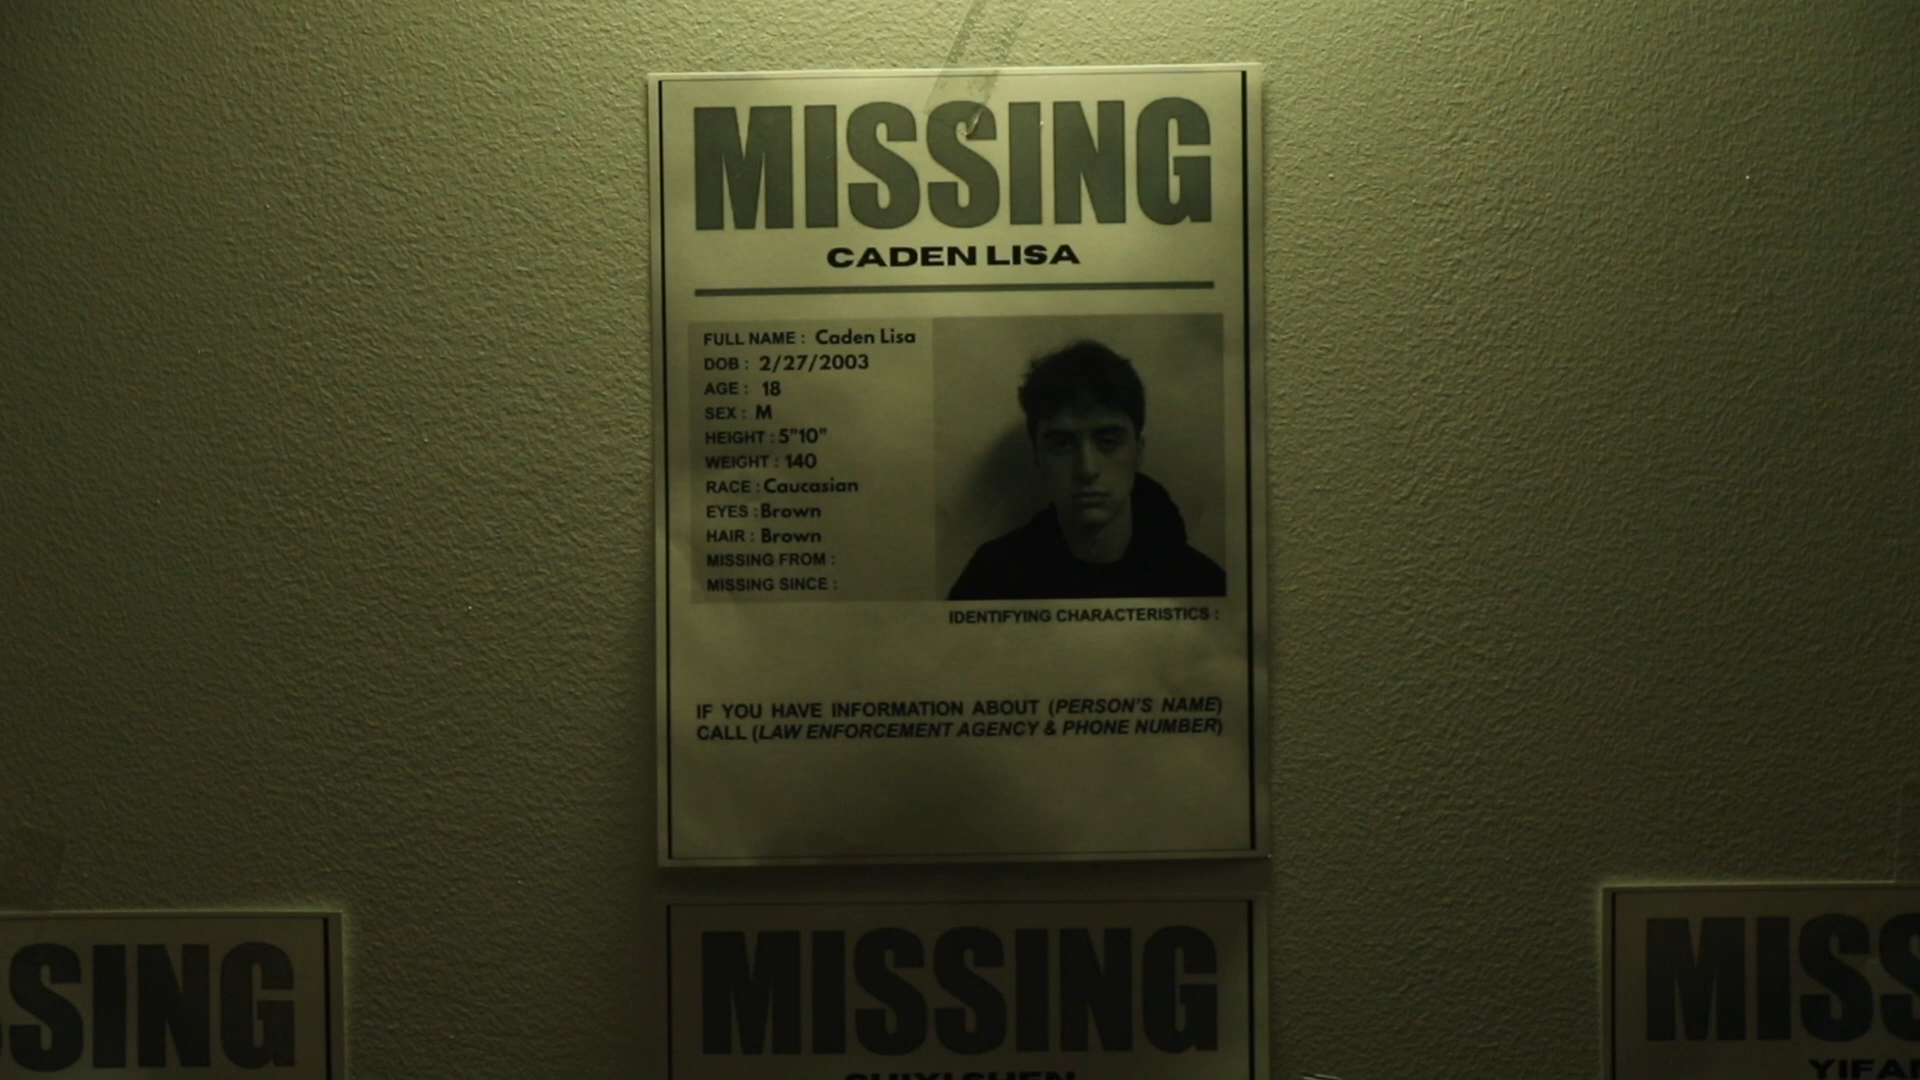 MISSING
CADEN LISA
FULL NAME : Caden Lisa
DOB : 2/27/2003
AGE : 18
SEX : M
HEIGHT : 5"10"
WEIGHT : 140
RACE : Caucasian
EYES : Brown
HAIR : Brown
MISSING FROM :
MISSING SINCE :
IDENTIFYING CHARACTERISTICS :
IF YOU HAVE INFORMATION ABOUT (PERSON'S NAME)
CALL (LAW ENFORCEMENT AGENCY & PHONE NUMBER)
SSING
MISSING
MISS
YIFA